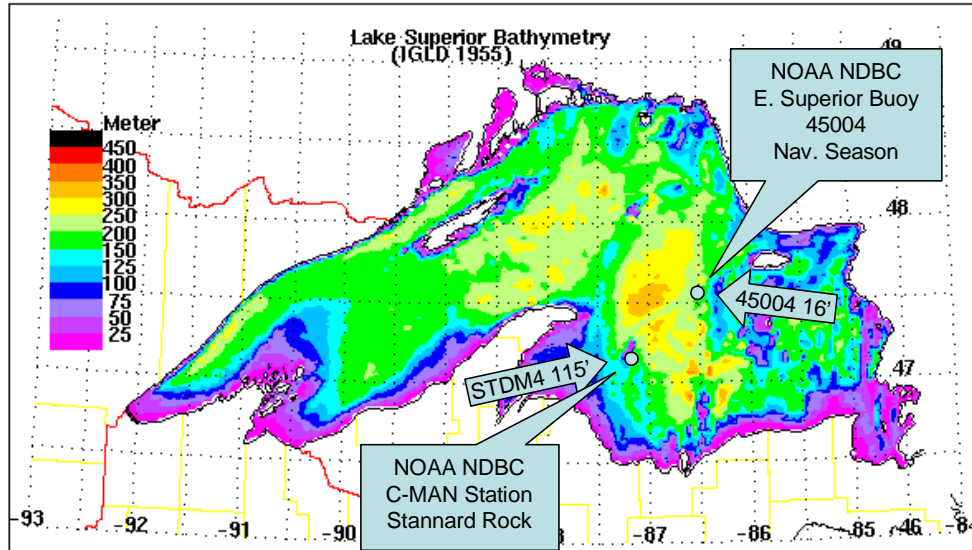 Lake Superior Bathymetry
(IGLD 1955)
49
NOAA NDBC
E. Superior Buoy
45004
Nav. Season
Meter
450
400
350
300
250
200
150
125
100
75
50
25
48
45004 16'
47
STDM4 115'
NOAA NDBC
C-MAN Station
Stannard Rock
-93
-92
-91
-90
8
-87
-86
-85
46
-84